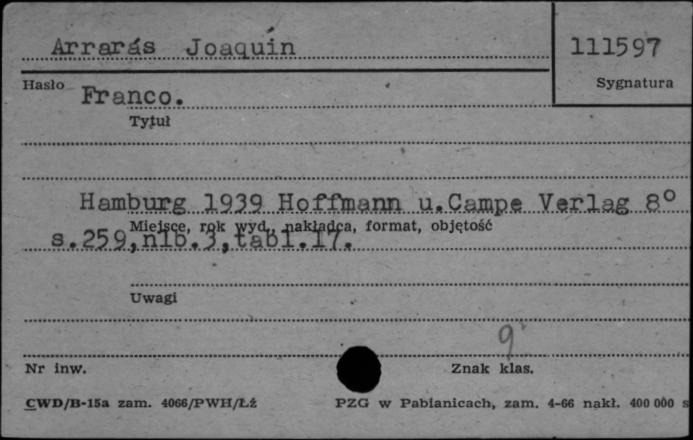 Arrarás Joaquin
111597
Hasło
Sygnatura
Franco.
Tytuł
Hamburg 1939 Hoffmann u.Campe Verlag 8°
Miejsce, rok wyd., nakładca, format, objętość
s.259,nlb.3,tabl.17.
Uwagi
9
Nr inw.
Znak klas.
CWD/B-15a zam. 4066/PWH/Łż
PZG w Pabianicach, zam. 4-66 nakł. 400 000 s